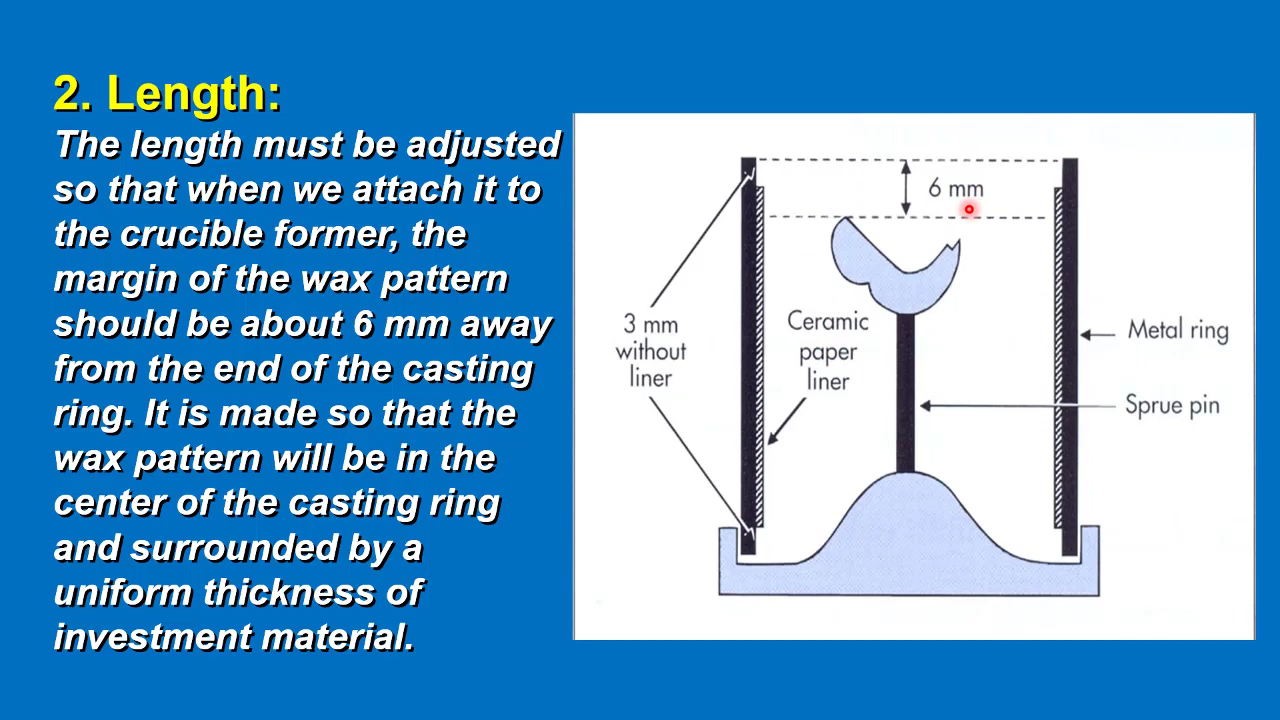 2. Length:
The length must be adjusted
so that when we attach it to
the crucible former, the
margin of the wax pattern
should be about 6 mm away
from the end of the casting
ring. It is made so that the
wax pattern will be in the
center of the casting ring
and surrounded by a
uniform thickness of
investment material.
6 mm
3 mm
without
liner
Ceramic
paper
liner
Metal ring
Sprue pin